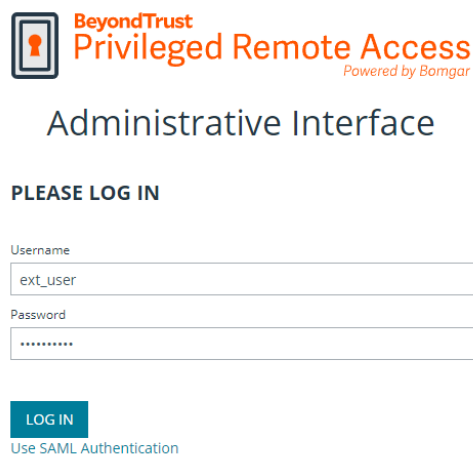 BeyondTrust
Privileged Remote Access
Powered by Bomgar
Administrative Interface
PLEASE LOG IN
Username
ext_user
Password
••••••••••
LOG IN
Use SAML Authentication